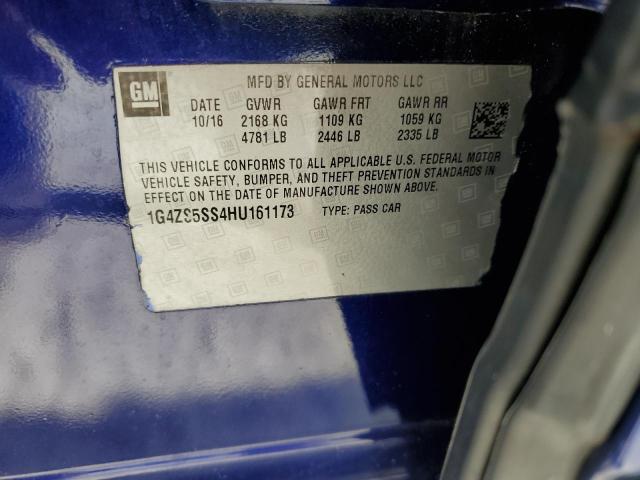 GM
MFD BY GENERAL MOTORS LLC
DATE GVWR GAWR FRT GAWR RR
10/16 2168 KG 1109 KG 1059 KG
4781 LB 2446 LB 2335 LB
THIS VEHICLE CONFORMS TO ALL APPLICABLE U.S. FEDERAL MOTOR
VEHICLE SAFETY, BUMPER, AND THEFT PREVENTION STANDARDS IN
EFFECT ON THE DATE OF MANUFACTURE SHOWN ABOVE.
1G4ZS5SS4HU161173 TYPE: PASS CAR